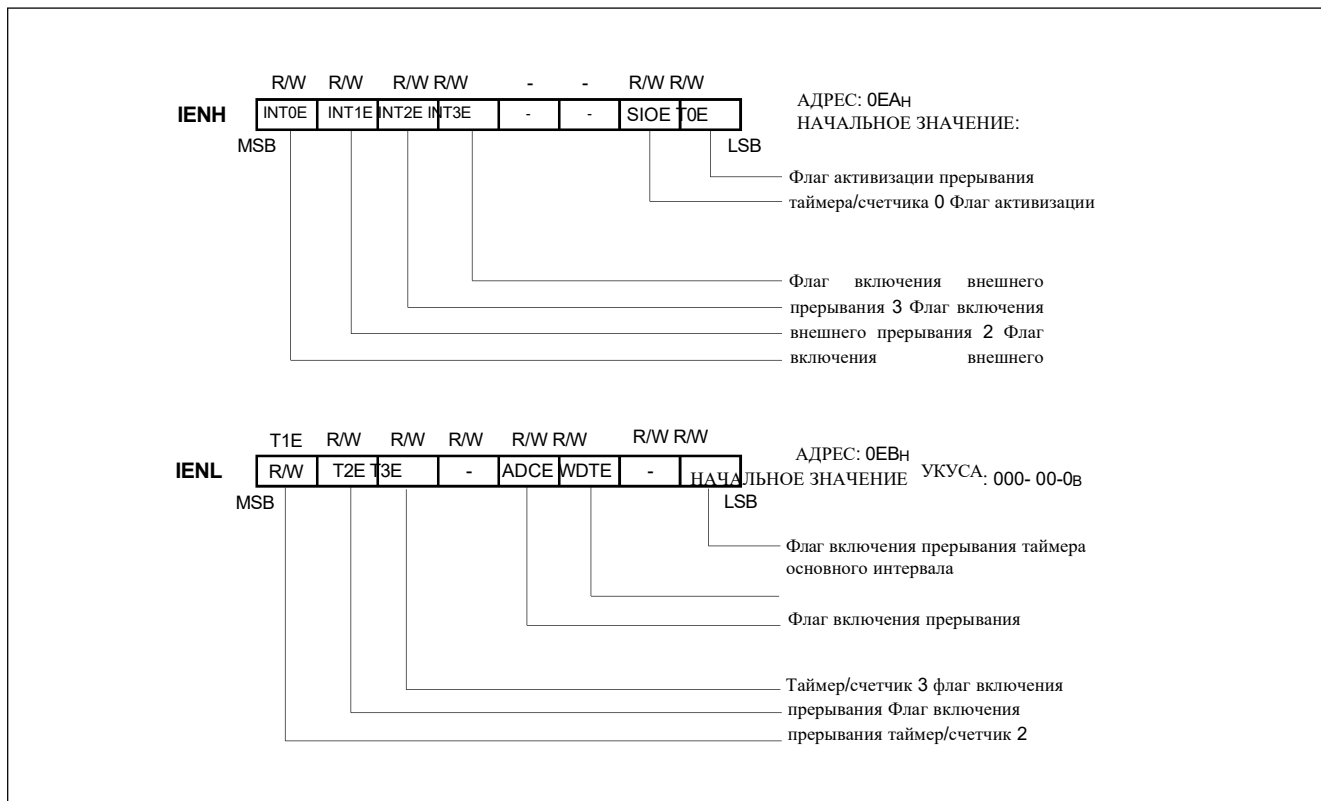 R/W R/W R/W R/W - - R/W R/W
IENH INT0E INT1E INT2E INT3E - - SIOE T0E
АДРЕС: 0EAH
НАЧАЛЬНОЕ ЗНАЧЕНИЕ:
MSB LSB
Флаг активизации прерывания
таймера/счетчика 0 Флаг активизации
Флаг включения внешнего
прерывания 3 Флаг включения
внешнего прерывания 2 Флаг
включения внешнего
T1E R/W R/W R/W R/W R/W R/W R/W
IENL R/W T2E T3E - ADCE WDTE -
АДРЕС: 0EBH
НАЧАЛЬНОЕ ЗНАЧЕНИЕ УКУСА: 000- 00-0B
MSB LSB
Флаг включения прерывания таймера
основного интервала
Флаг включения прерывания
Таймер/счетчик 3 флаг включения
прерывания Флаг включения
прерывания таймер/счетчик 2